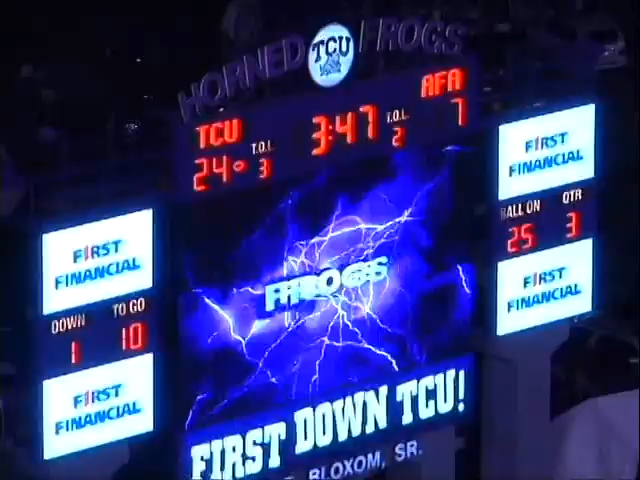 HORNED TCU FROGS
TCU 3:47 AFA
T.O.L. T.O.L.
24 3 2 7
FIRST FINANCIAL
FIRST FINANCIAL
BALL ON QTR
25 3
FIRST FINANCIAL
DOWN TO GO
1 10
FIRST FINANCIAL
FROGS
FIRST DOWN TCU!
BLOXOM, SR.